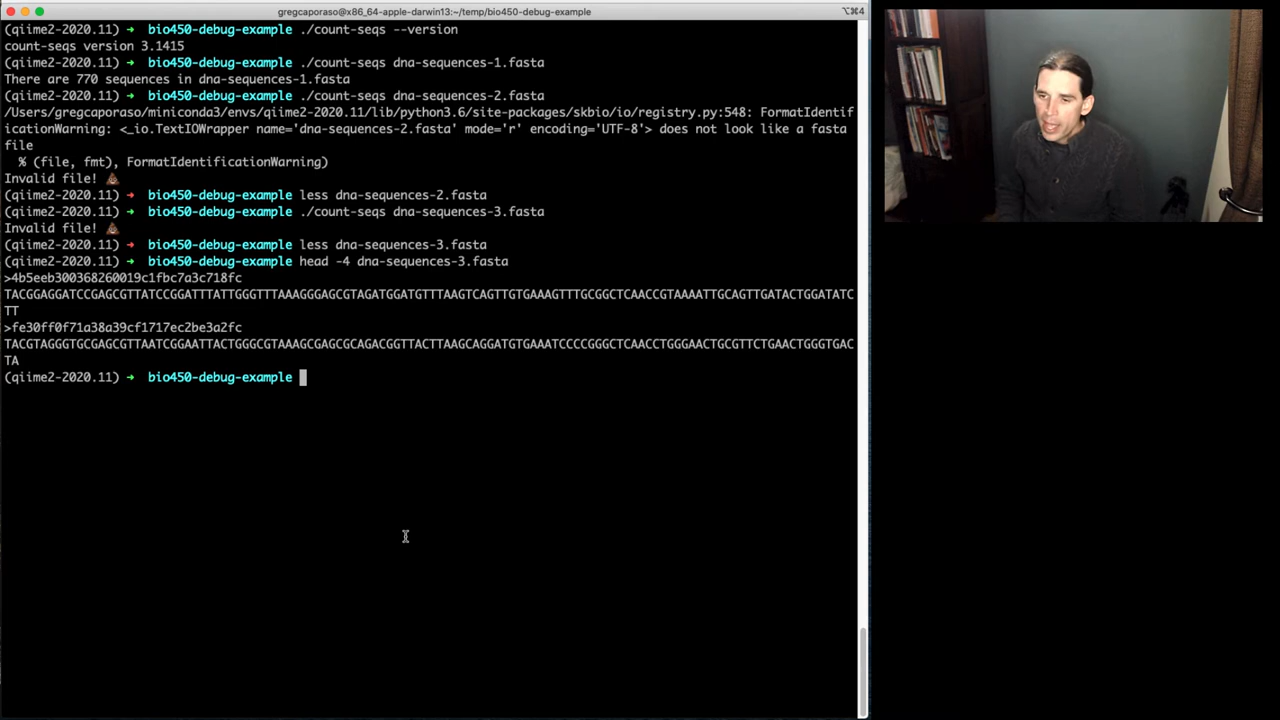 gregcaporaso@x86_64-apple-darwin13:~/temp/bio450-debug-example
⌥⌘4
(qiime2-2020.11) ➜ bio450-debug-example ./count-seqs --version
count-seqs version 3.1415
(qiime2-2020.11) ➜ bio450-debug-example ./count-seqs dna-sequences-1.fasta
There are 770 sequences in dna-sequences-1.fasta
(qiime2-2020.11) ➜ bio450-debug-example ./count-seqs dna-sequences-2.fasta
/Users/gregcaporaso/miniconda3/envs/qiime2-2020.11/lib/python3.6/site-packages/skbio/io/registry.py:548: FormatIdentif
icationWarning: <_io.TextIOWrapper name='dna-sequences-2.fasta' mode='r' encoding='UTF-8'> does not look like a fasta
file
% (file, fmt), FormatIdentificationWarning)
Invalid file! 💩
(qiime2-2020.11) ➜ bio450-debug-example less dna-sequences-2.fasta
(qiime2-2020.11) ➜ bio450-debug-example ./count-seqs dna-sequences-3.fasta
Invalid file! 💩
(qiime2-2020.11) ➜ bio450-debug-example less dna-sequences-3.fasta
(qiime2-2020.11) ➜ bio450-debug-example head -4 dna-sequences-3.fasta
>4b5eeb300368260019c1fbc7a3c718fc
TACGGAGGATCCGAGCGTTATCCGGATTTATTGGGTTTAAAGGGAGCGTAGATGGATGTTTAAGTCAGTTGTGAAAGTTTGCGGCTCAACCGTAAAATTGCAGTTGATACTGGATATC
TT
>fe30ff0f71a38a39cf1717ec2be3a2fc
TACGTAGGGTGCGAGCGTTAATCGGAATTACTGGGCGTAAAGCGAGCGCAGACGGTTACTTAAGCAGGATGTGAAATCCCCGGGCTCAACCTGGGAACTGCGTTCTGAACTGGGTGAC
TA
(qiime2-2020.11) ➜ bio450-debug-example